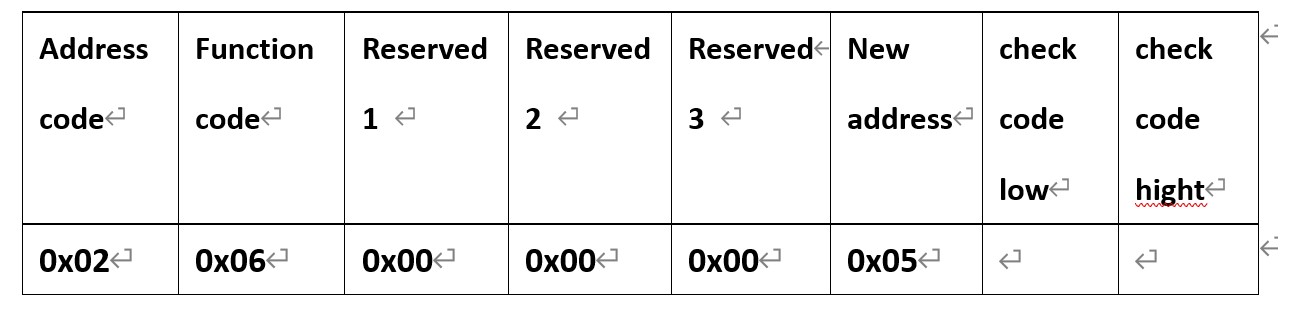 Address Function Reserved Reserved Reserved New check check
code code 1 2 3 address code code
low hight
0x02 0x06 0x00 0x00 0x00 0x05